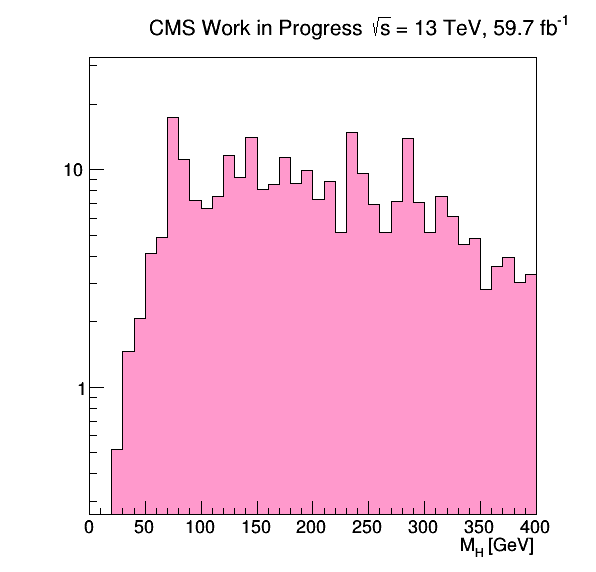 CMS Work in Progress √s = 13 TeV, 59.7 fb⁻¹
10
1
0 50 100 150 200 250 300 350 400
M_H [GeV]